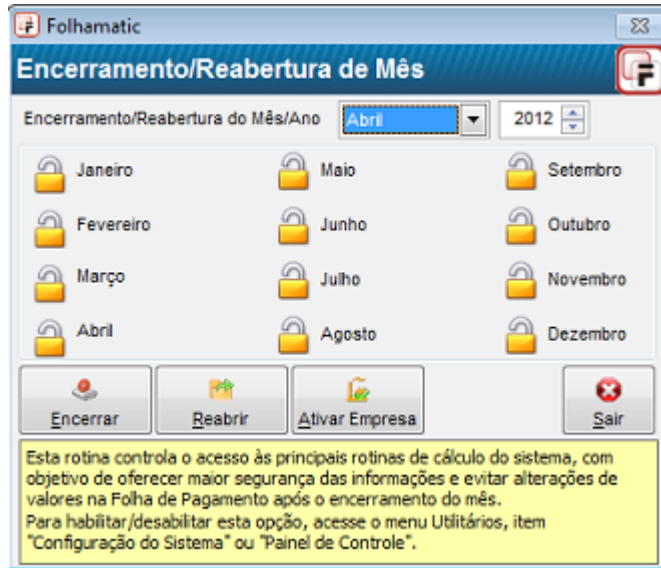 Folhamatic
Encerramento/Reabertura de Mês
Encerramento/Reabertura do Mês/Ano Abril 2012
Janeiro Maio Setembro
Fevereiro Junho Outubro
Março Julho Novembro
Abril Agosto Dezembro
Encerrar Reabrir Ativar Empresa Sair
Esta rotina controla o acesso às principais rotinas de cálculo do sistema, com
objetivo de oferecer maior segurança das informações e evitar alterações de
valores na Folha de Pagamento após o encerramento do mês.
Para habilitar/desabilitar esta opção, acesse o menu Utilitários, item
"Configuração do Sistema" ou "Painel de Controle".